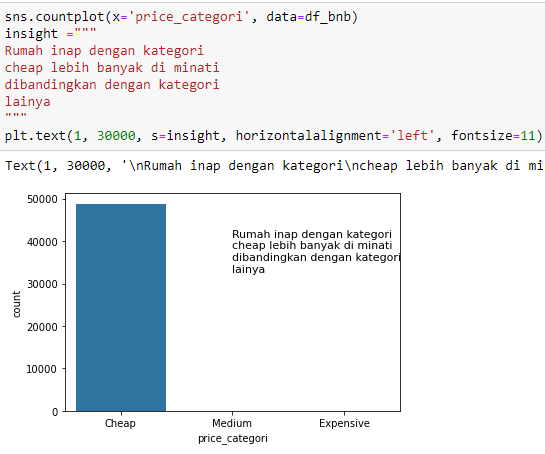 sns.countplot(x='price_categori', data=df_bnb)
insight ="""
Rumah inap dengan kategori
cheap lebih banyak di minati
dibandingkan dengan kategori
lainya
"""
plt.text(1, 30000, s=insight, horizontalalignment='left', fontsize=11)
Text(1, 30000, '\nRumah inap dengan kategori\ncheap lebih banyak di mi
50000
40000
30000
20000
10000
0
count
Rumah inap dengan kategori
cheap lebih banyak di minati
dibandingkan dengan kategori
lainya
Cheap Medium Expensive
price_categori